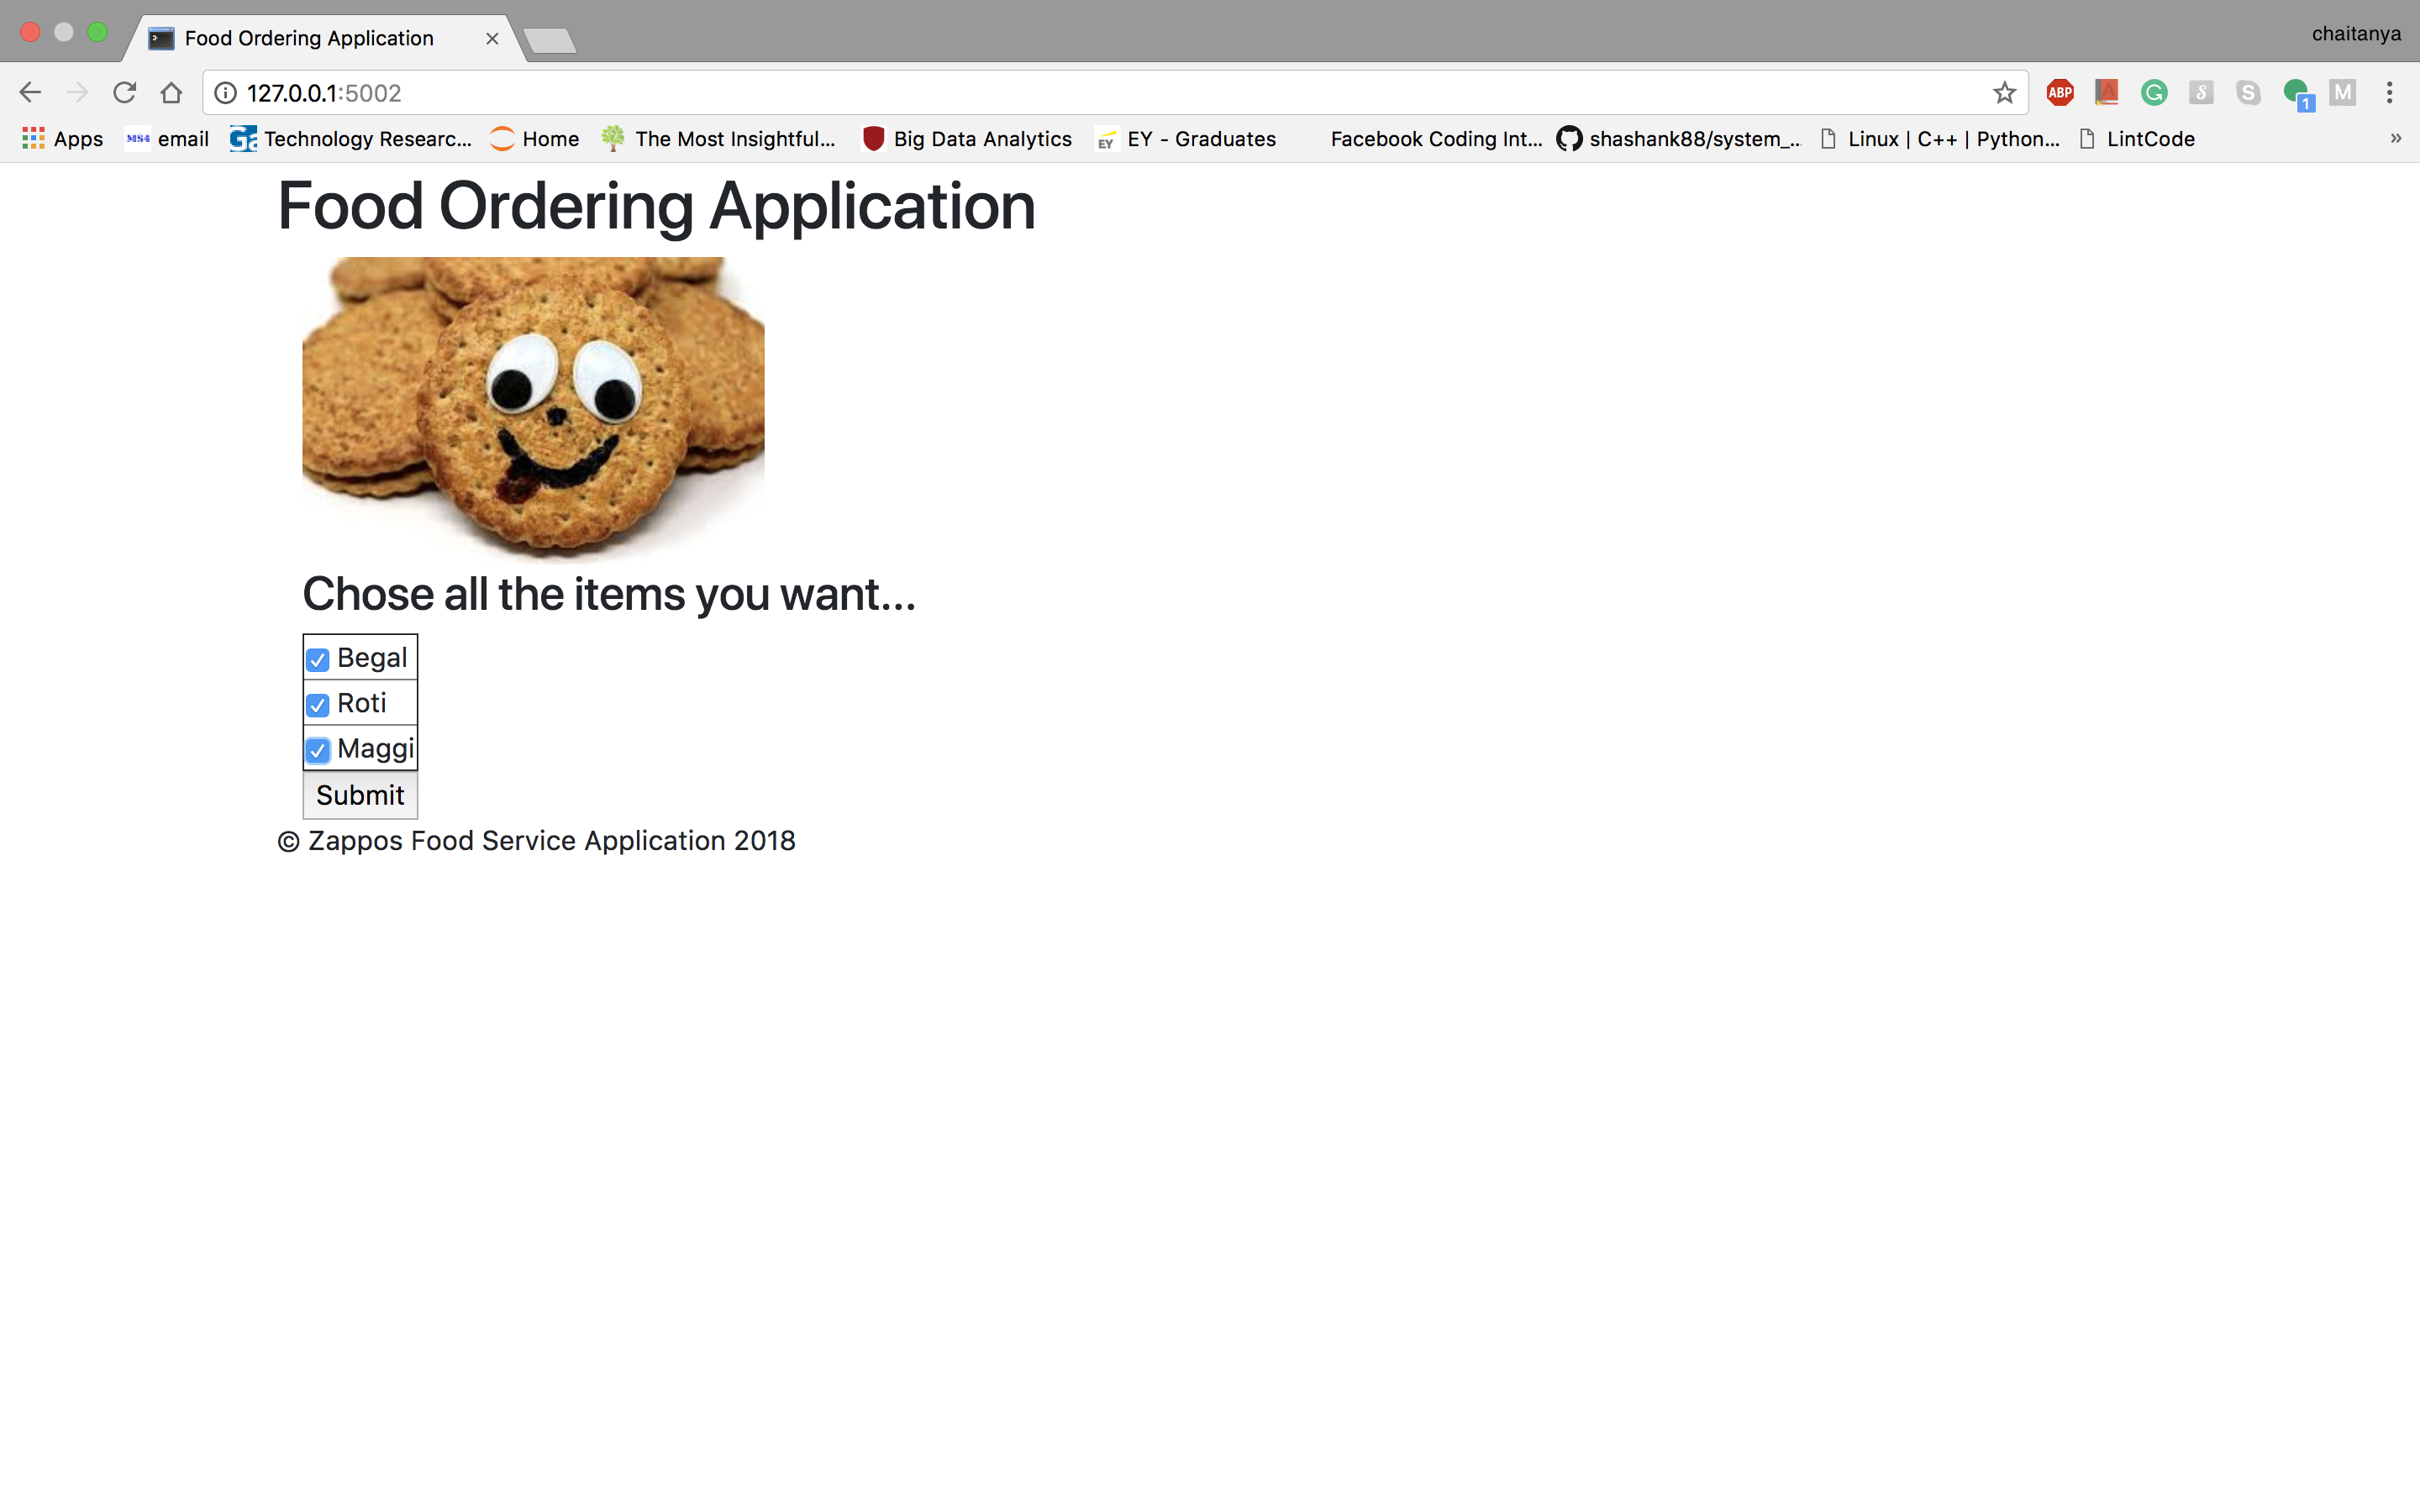 Food Ordering Application
chaitanya
127.0.0.1:5002
ABP
1
M
Apps
email
Technology Researc...
Home
The Most Insightful...
Big Data Analytics
EY
EY - Graduates
Facebook Coding Int...
shashank88/system_...
Linux | C++ | Python...
LintCode
»
Food Ordering Application
Chose all the items you want...
Begal
Roti
Maggi
Submit
© Zappos Food Service Application 2018